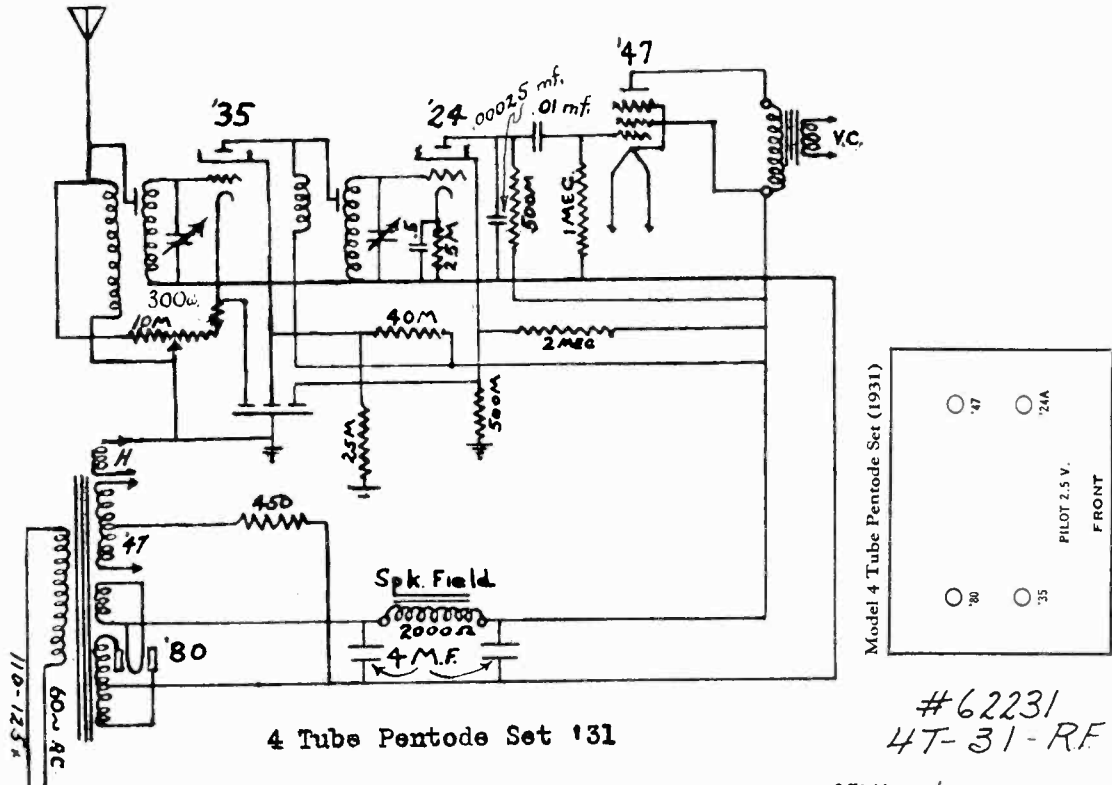 '47
'35
'24
.00025 mf.
.01 mf.
V.C.
.5
25M
500M
1 MEG.
300ω.
10M
40M
2 MEG
25M
500M
H
450
'47
Spk. Field
2000Ω
'80
4 M.F.
110-125v
60~ AC
4 Tube Pentode Set '31
Model 4 Tube Pentode Set (1931)
'47
'24A
PILOT 2.5 V.
FRONT
'80
'35
#62231
4T-31-RF